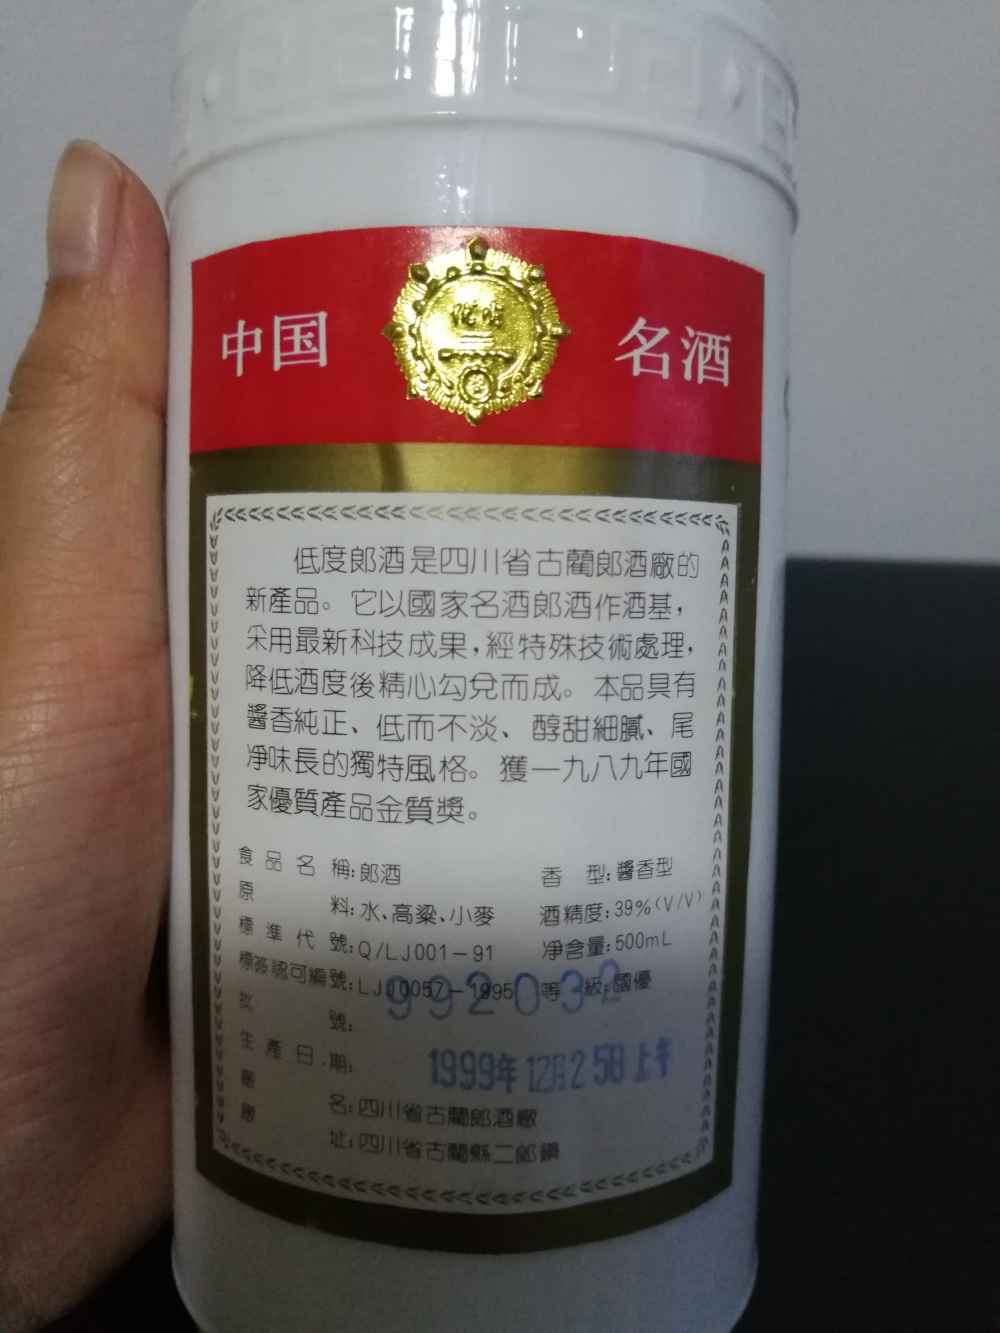 中国 名酒
低度郎酒是四川省古藺郎酒廠的
新產品。它以國家名酒郎酒作酒基，
采用最新科技成果，經特殊技術處理，
降低酒度後精心勾兌而成。本品具有
醬香純正、低而不淡、醇甜細膩、尾
凈味長的獨特風格。獲一九八九年國
家優質產品金質獎。
食品名稱：郎酒 香型：醬香型
原料：水、高粱、小麥 酒精度：39%(V/V)
標準代號：Q/LJ001-91 凈含量：500mL
標簽認可編號：LJJ0057-1995 等級：國優
992032
批號：
生產日期： 1999年12月25日上午
廠名：四川省古藺郎酒廠
廠址：四川省古藺縣二郎鎮